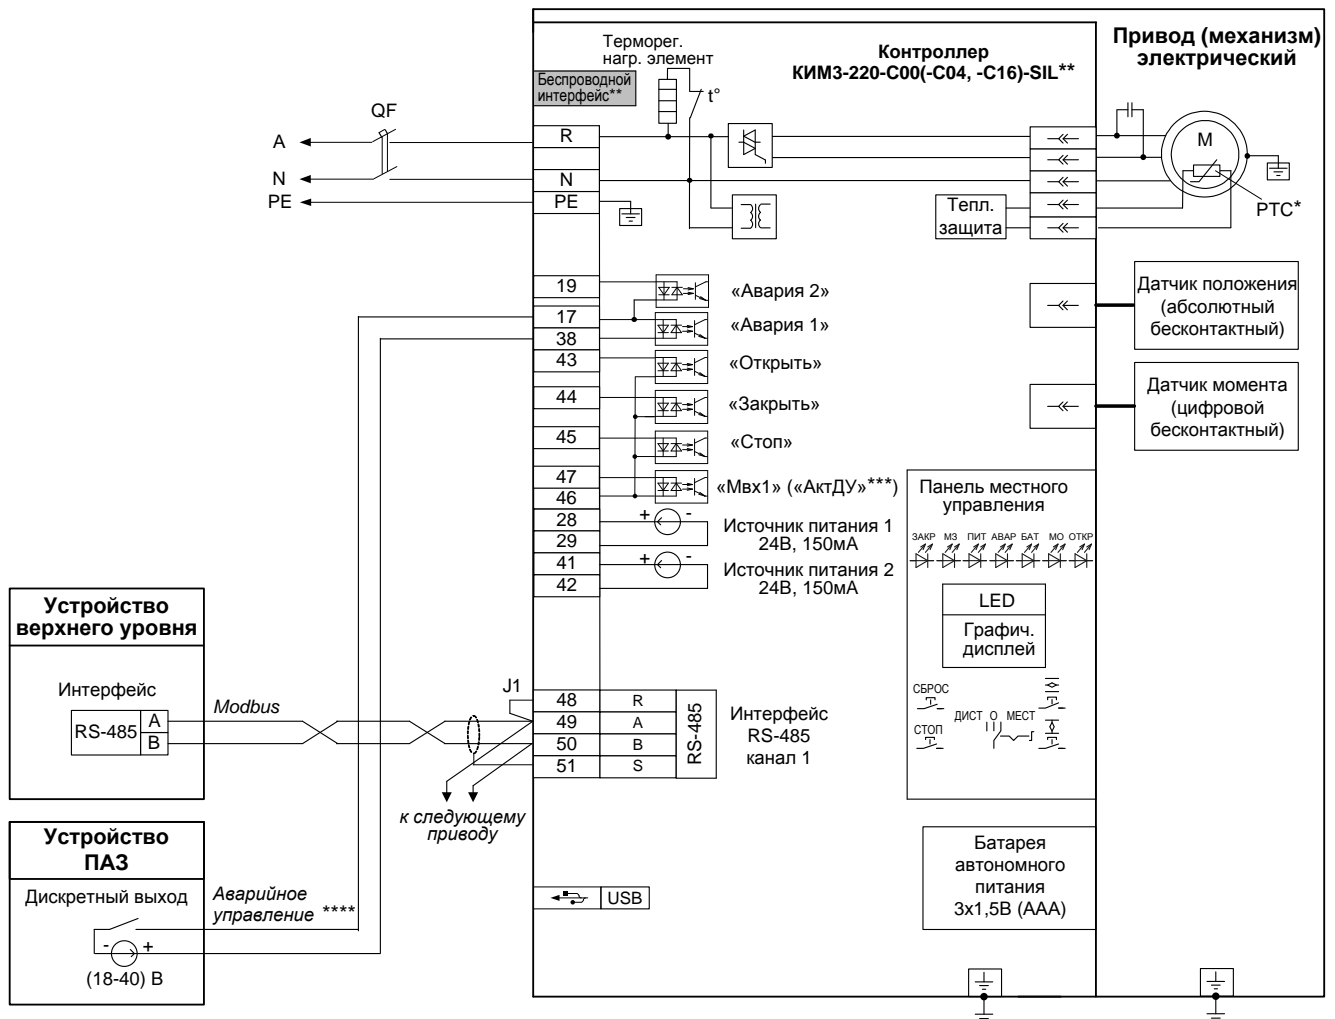 Терморег.
нагр. элемент
t°
Беспроводной
интерфейс**
Контроллер
КИМ3-220-С00(-С04, -С16)-SIL**
Привод (механизм)
электрический
QF
A
N
PE
R
N
PE
M
PTC*
Тепл.
защита
19
17
38
43
44
45
47
46
28
29
41
42
«Авария 2»
«Авария 1»
«Открыть»
«Закрыть»
«Стоп»
«Мвх1» («АктДУ»***)
+ -
Источник питания 1
24В, 150мА
+ -
Источник питания 2
24В, 150мА
Датчик положения
(абсолютный
бесконтактный)
Датчик момента
(цифровой
бесконтактный)
Панель местного
управления
ЗАКР МЗ ПИТ АВАР БАТ МО ОТКР
LED
Графич.
дисплей
СБРОС
СТОП
ДИСТ О МЕСТ
Устройство
верхнего уровня
Интерфейс
RS-485
A
B
Modbus
J1
48 R
49 A
50 B
51 S
RS-485
Интерфейс
RS-485
канал 1
к следующему
приводу
Устройство
ПАЗ
Дискретный выход
- +
(18-40) В
Аварийное
управление ****
USB
Батарея
автономного
питания
3х1,5В (ААА)